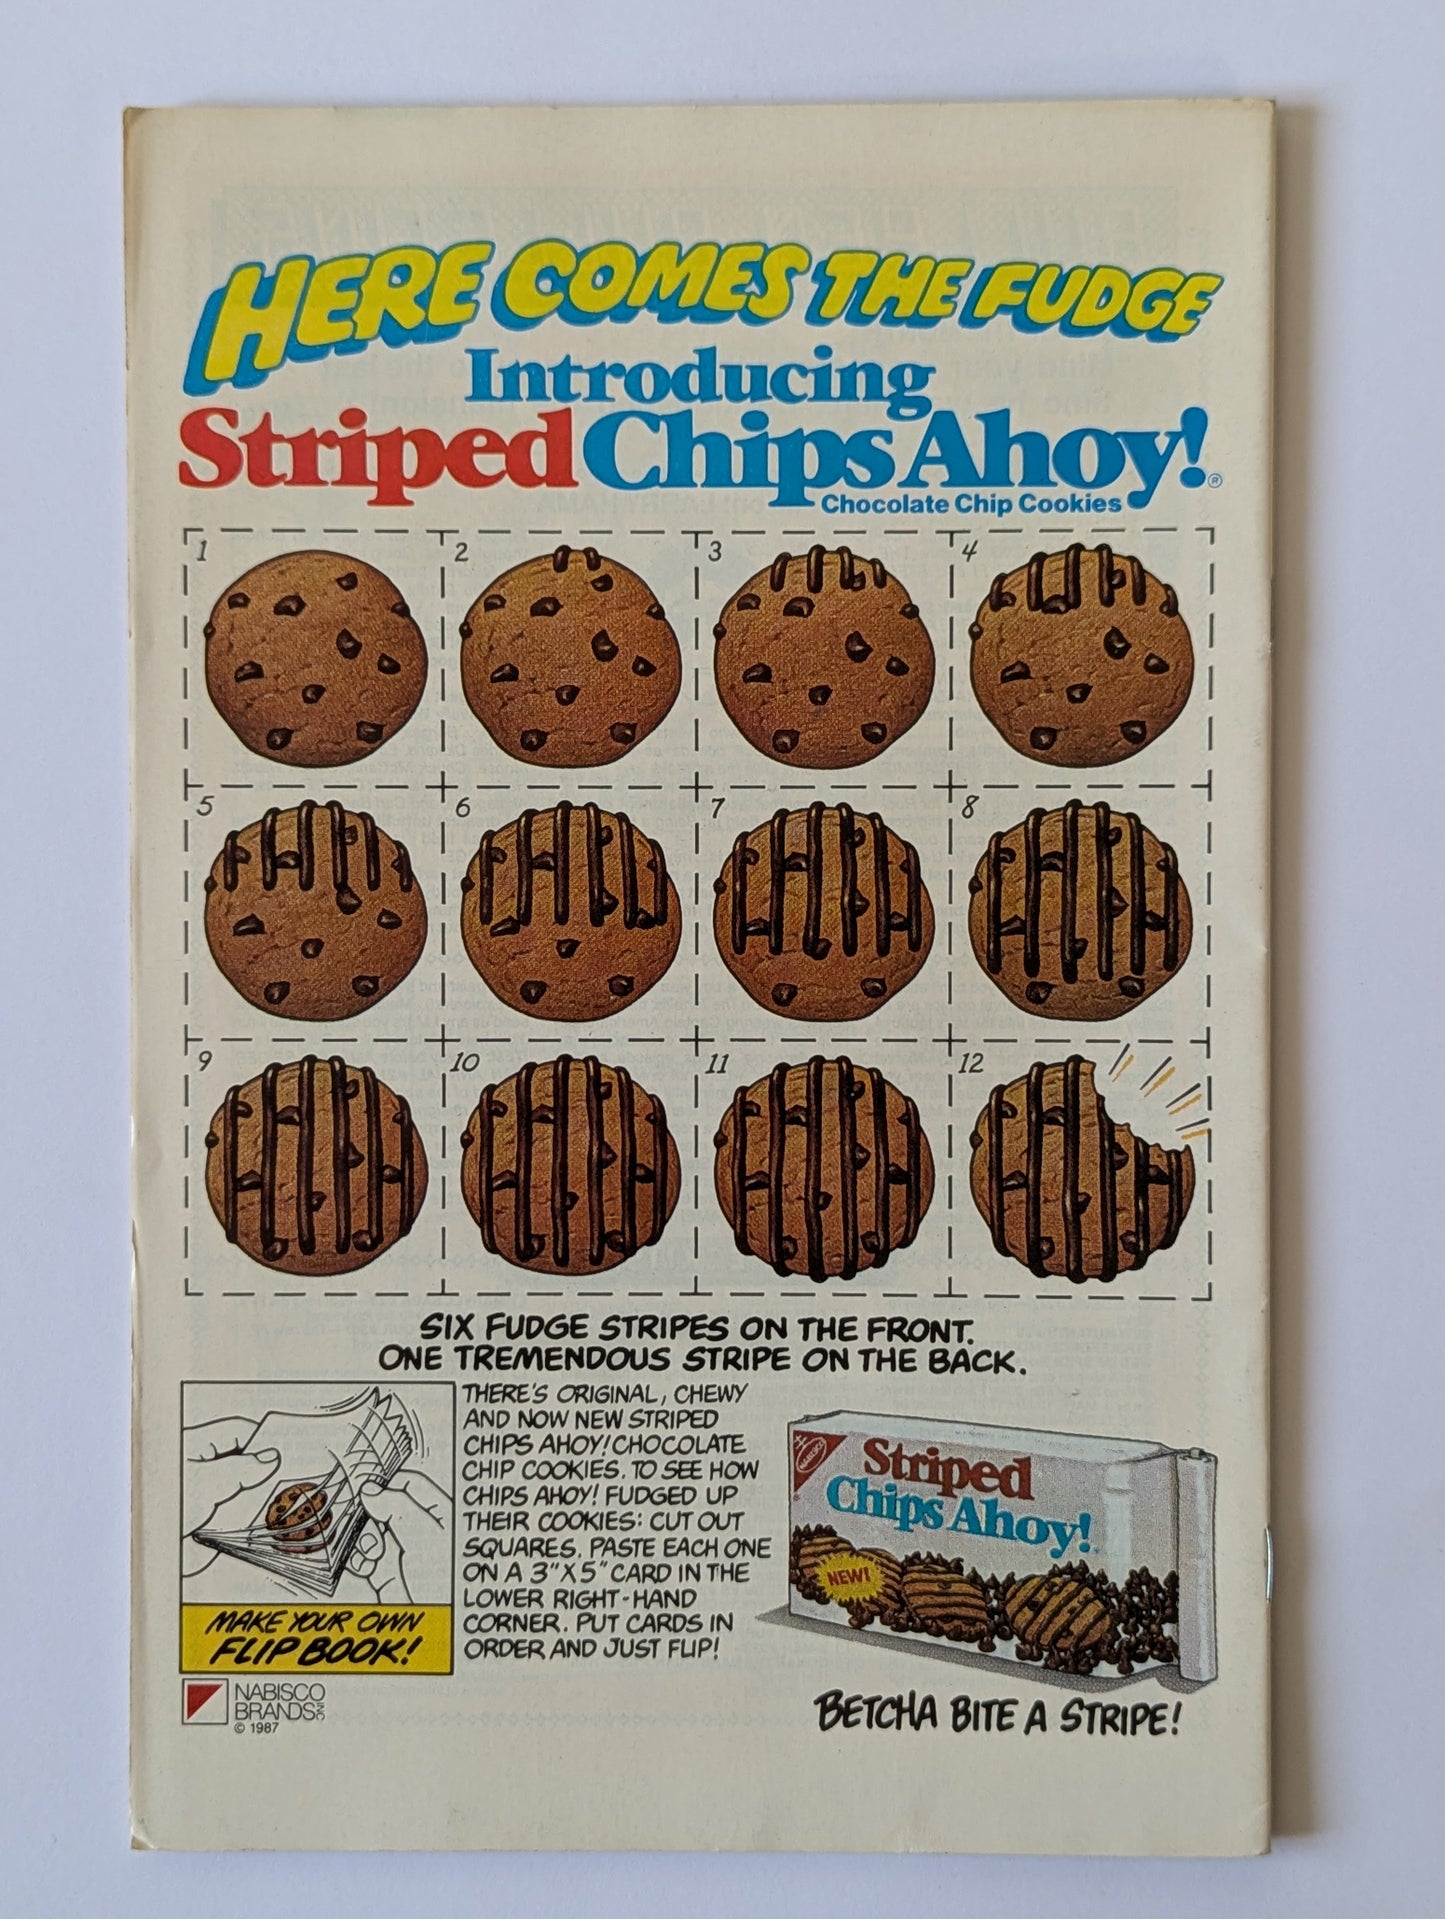 HERE COMES THE FUDGE
Introducing
Striped Chips Ahoy!®
Chocolate Chip Cookies
1
2
3
4
5
6
7
8
9
10
11
12
SIX FUDGE STRIPES ON THE FRONT.
ONE TREMENDOUS STRIPE ON THE BACK.
MAKE YOUR OWN
FLIP BOOK!
THERE'S ORIGINAL, CHEWY
AND NOW NEW STRIPED
CHIPS AHOY! CHOCOLATE
CHIP COOKIES. TO SEE HOW
CHIPS AHOY! FUDGED UP
THEIR COOKIES: CUT OUT
SQUARES. PASTE EACH ONE
ON A 3"X5" CARD IN THE
LOWER RIGHT-HAND
CORNER. PUT CARDS IN
ORDER AND JUST FLIP!
NABISCO
Striped
Chips Ahoy!
NEW!
BETCHA BITE A STRIPE!
NABISCO
BRANDS INC
© 1987